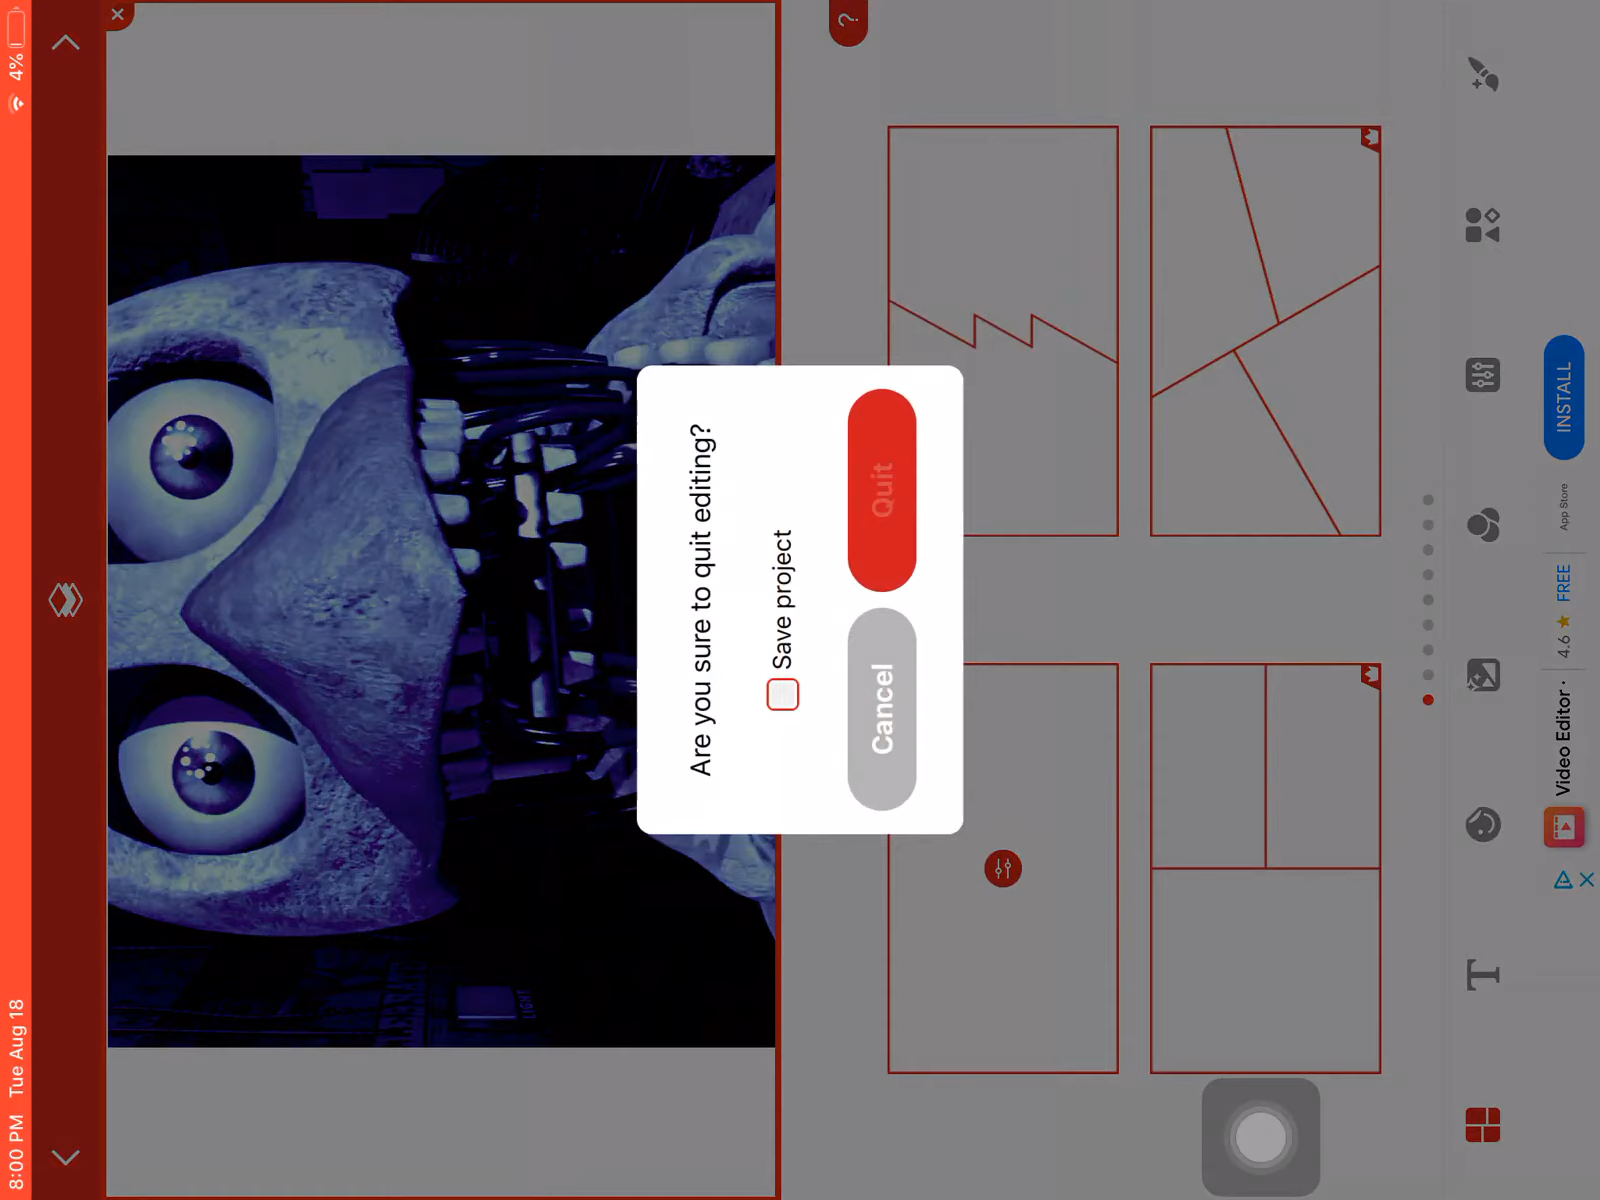 8:00 PM Tue Aug 18
4%
?
Are you sure to quit editing?
Save project
Cancel
Quit
LIGHT
T
Video Editor ·
4.6 ★ FREE
App Store
INSTALL